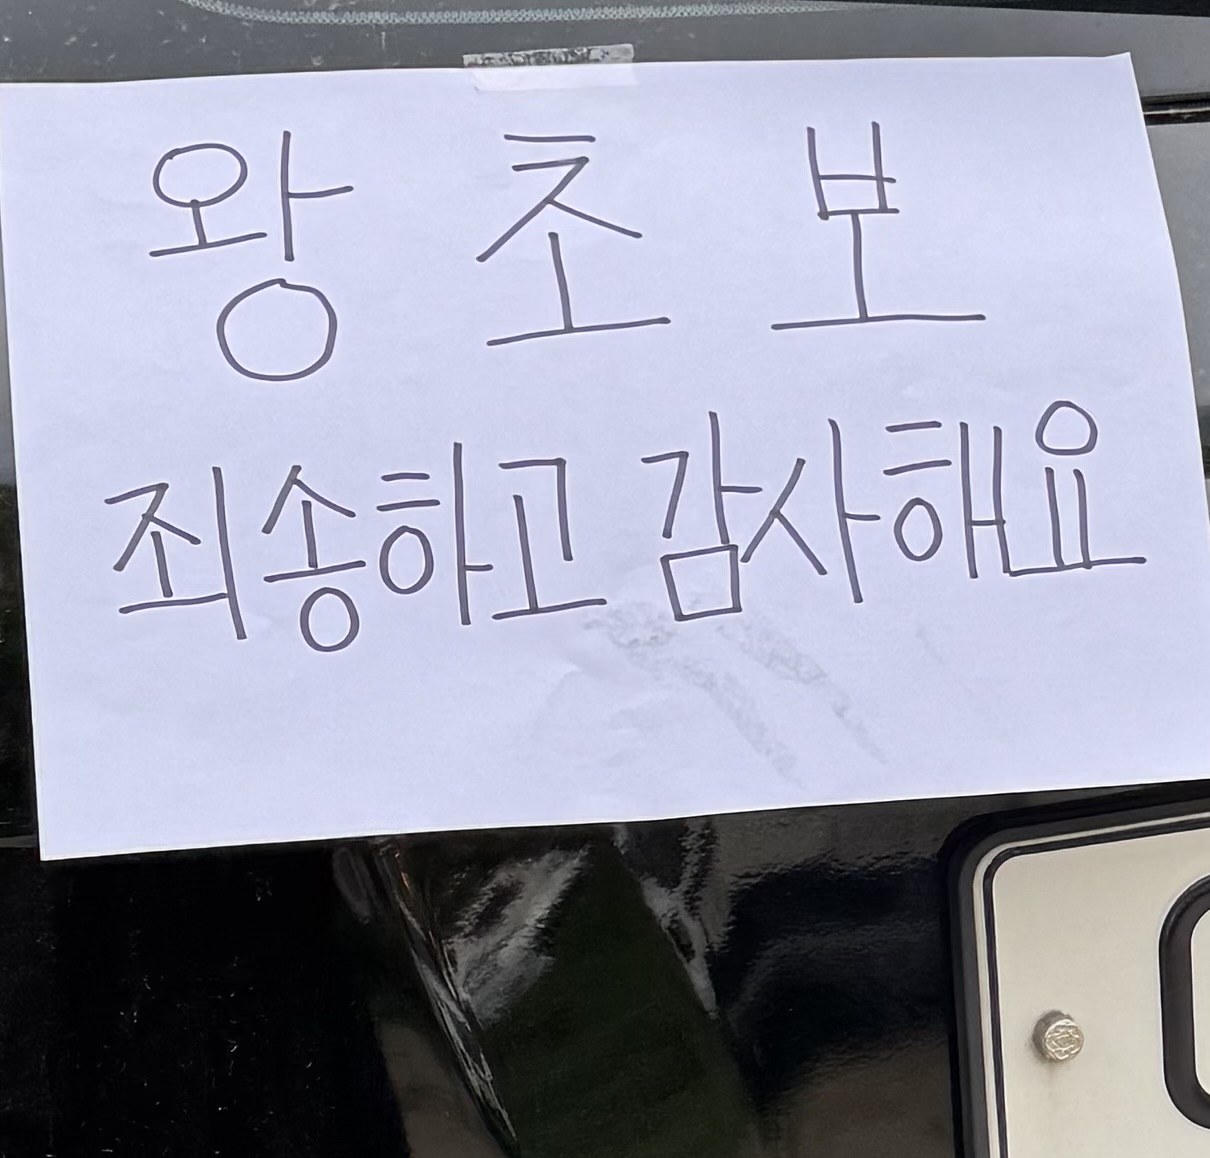 왕 초 보
죄송하고 감사해요